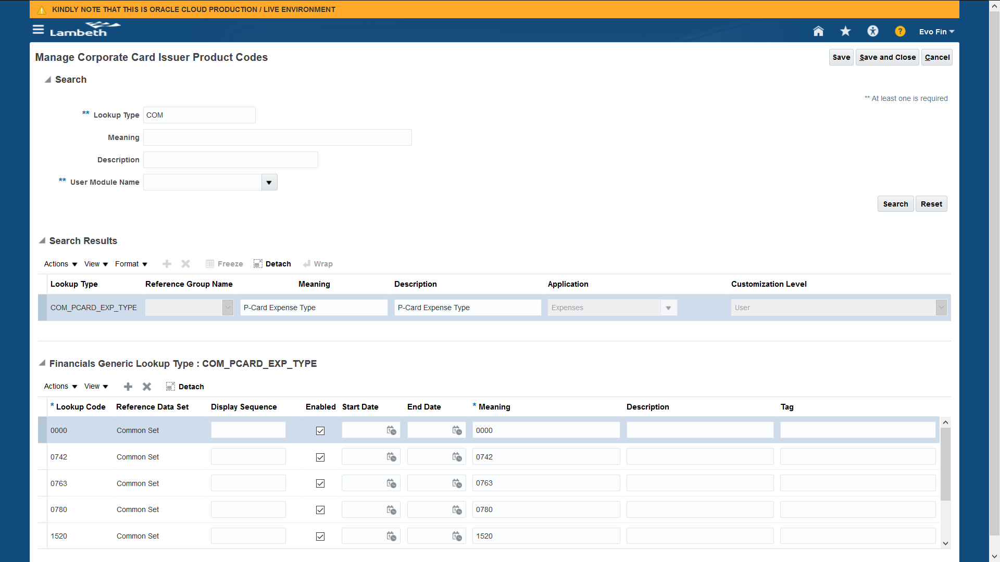 KINDLY NOTE THAT THIS IS ORACLE CLOUD PRODUCTION / LIVE ENVIRONMENT
Lambeth
? Evo Fin
Manage Corporate Card Issuer Product Codes
Save Save and Close Cancel
Search
** At least one is required
** Lookup Type COM
Meaning
Description
** User Module Name
Search Reset
Search Results
Actions View Format Freeze Detach Wrap
Lookup Type Reference Group Name Meaning Description Application Customization Level
COM_PCARD_EXP_TYPE P-Card Expense Type P-Card Expense Type Expenses User
Financials Generic Lookup Type : COM_PCARD_EXP_TYPE
Actions View Detach
* Lookup Code Reference Data Set Display Sequence Enabled Start Date End Date * Meaning Description Tag
0000 Common Set 0000
0742 Common Set 0742
0763 Common Set 0763
0780 Common Set 0780
1520 Common Set 1520